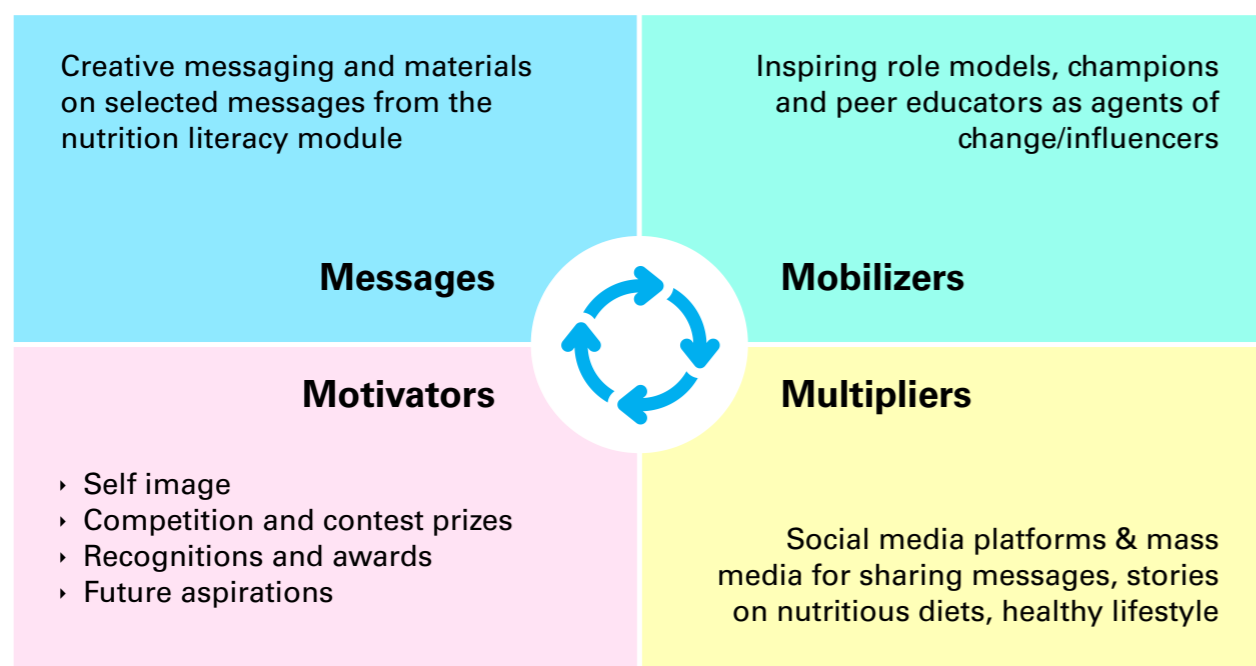 Creative messaging and materials
on selected messages from the
nutrition literacy module
Messages
Inspiring role models, champions
and peer educators as agents of
change/influencers
Mobilizers
Motivators
‣ Self image
‣ Competition and contest prizes
‣ Recognitions and awards
‣ Future aspirations
Multipliers
Social media platforms & mass
media for sharing messages, stories
on nutritious diets, healthy lifestyle